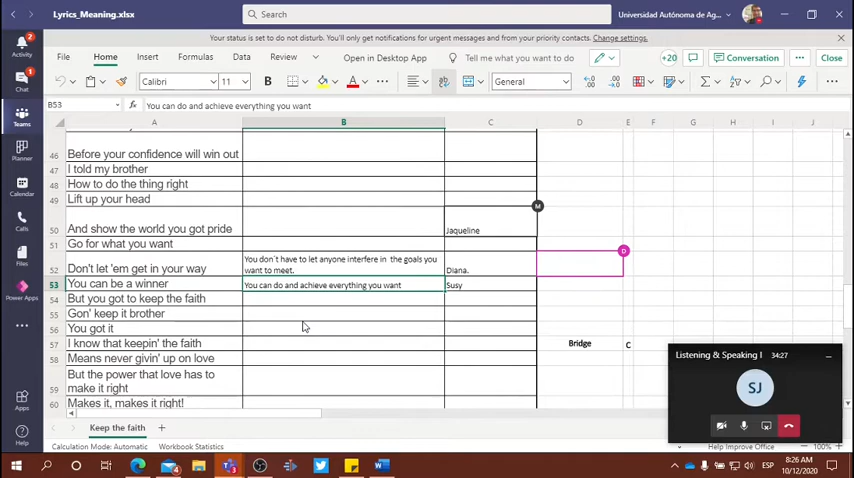 Lyrics_Meaning.xlsx
Search
Universidad Autónoma de Ag...
Your status is set to do not disturb. You'll only get notifications for urgent messages and from your priority contacts. Change settings.
File Home Insert Formulas Data Review Open in Desktop App Tell me what you want to do +20 Conversation Close
Calibri 11 B A General
B53 fx You can do and achieve everything you want
A B C D E F G H I J
46 Before your confidence will win out
47 I told my brother
48 How to do the thing right
49 Lift up your head
M
50 And show the world you got pride Jaqueline
51 Go for what you want
D
You don´t have to let anyone interfere in the goals you
52 Don't let 'em get in your way want to meet. Diana.
53 You can be a winner You can do and achieve everything you want Susy
54 But you got to keep the faith
55 Gon' keep it brother
56 You got it
57 I know that keepin' the faith Bridge C
58 Means never givin' up on love
But the power that love has to
59 make it right
60 Makes it, makes it right!
Activity
1
Chat
Teams
Planner
Calendar
Calls
Files
Power Apps
Apps
Help
Listening & Speaking I 34:27
SJ
Keep the faith
Calculation Mode: Automatic Workbook Statistics Help Improve Office 100%
4
ESP
8:26 AM
10/12/2020